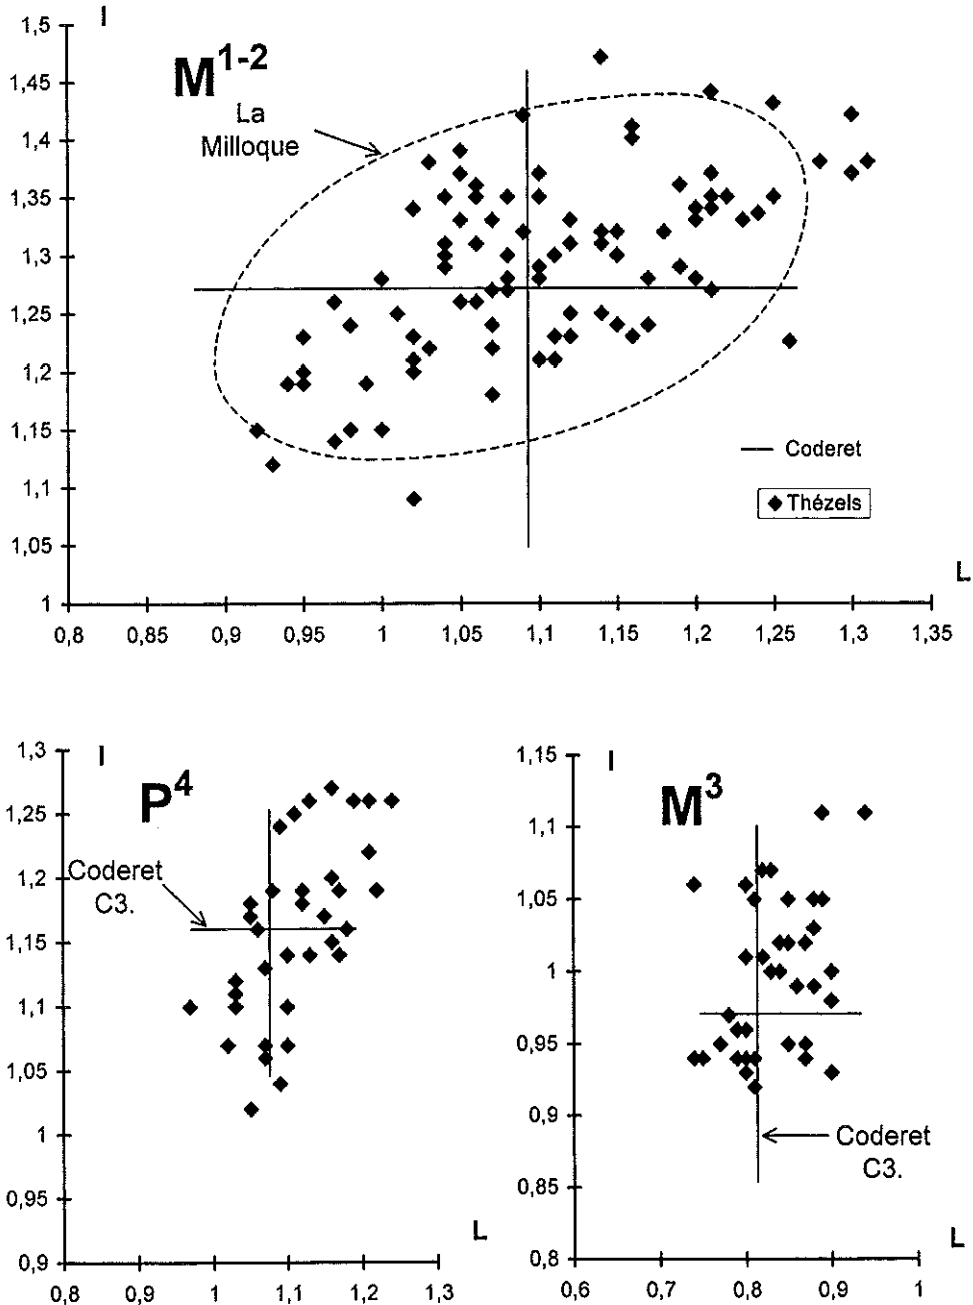 l
1,5
M1-2
1,45
La
Milloque
1,4
1,35
1,3
1,25
1,2
1,15
Coderet
1,1
Thézels
1,05
L
1
0,8 0,85 0,9 0,95 1 1,05 1,1 1,15 1,2 1,25 1,3 1,35
1,3
l
P4
1,25
Coderet
C3.
1,2
1,15
1,1
1,05
1
0,95
L
0,9
0,8 0,9 1 1,1 1,2 1,3
1,15
l
M3
1,1
1,05
1
0,95
0,9
Coderet
C3.
0,85
L
0,8
0,6 0,7 0,8 0,9 1